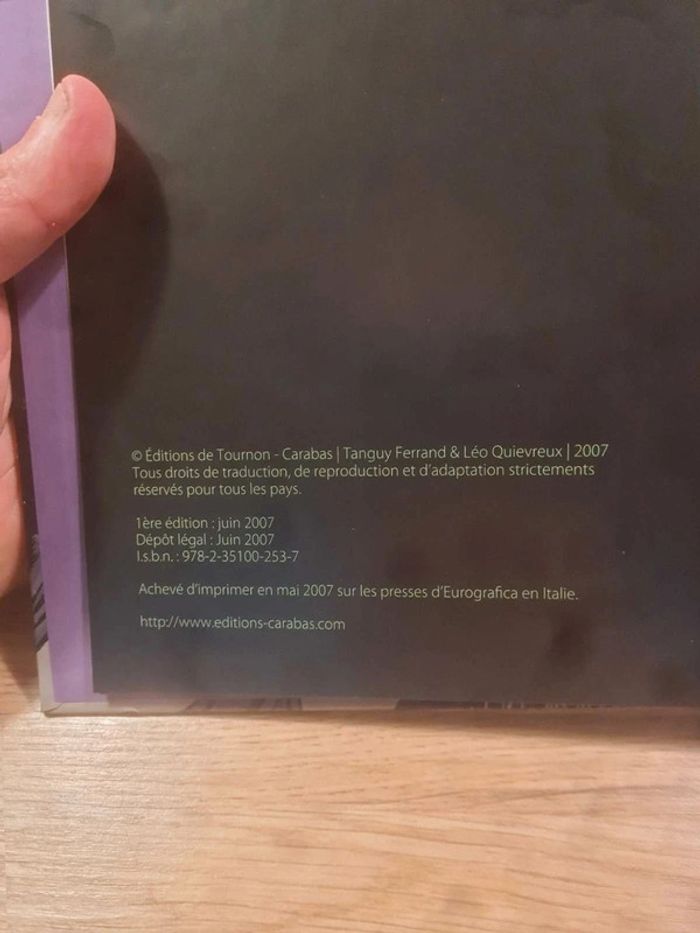 © Éditions de Tournon - Carabas | Tanguy Ferrand & Léo Quievreux | 2007
Tous droits de traduction, de reproduction et d'adaptation strictements
réservés pour tous les pays.
1ère édition : juin 2007
Dépôt légal : Juin 2007
I.s.b.n. : 978-2-35100-253-7
Achevé d'imprimer en mai 2007 sur les presses d'Eurografica en Italie.
http://www.editions-carabas.com